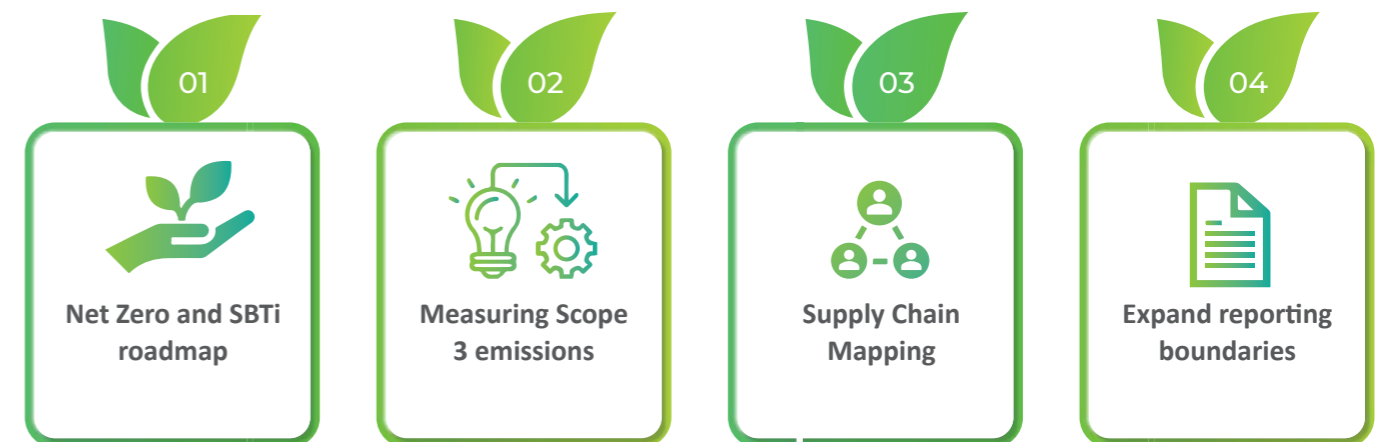 01
Net Zero and SBTi
roadmap
02
Measuring Scope
3 emissions
03
Supply Chain
Mapping
04
Expand reporting
boundaries